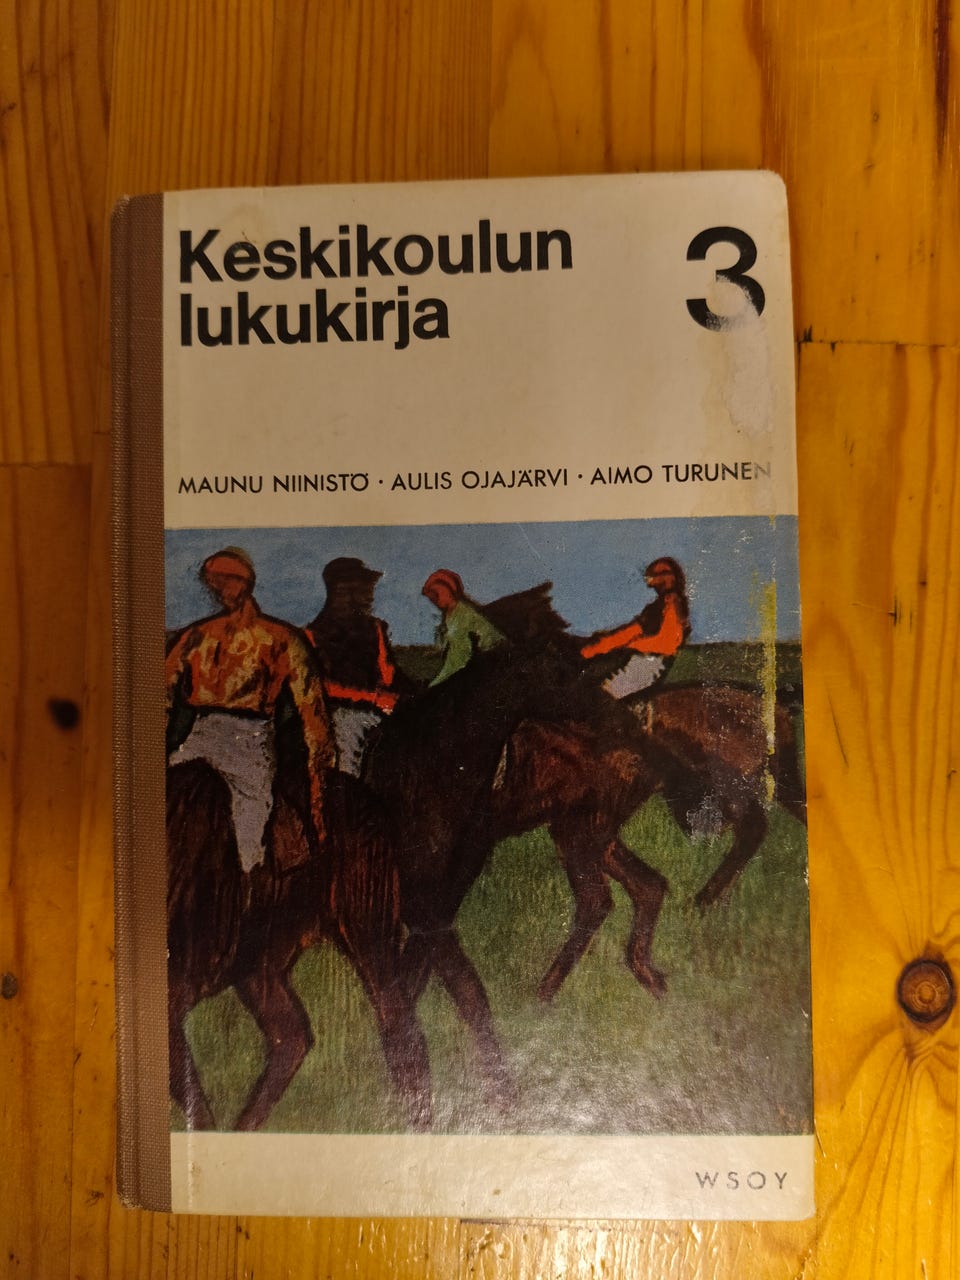 Keskikoulun
lukukirja
3
MAUNU NIINISTÖ · AULIS OJAJÄRVI · AIMO TURUNEN
WSOY